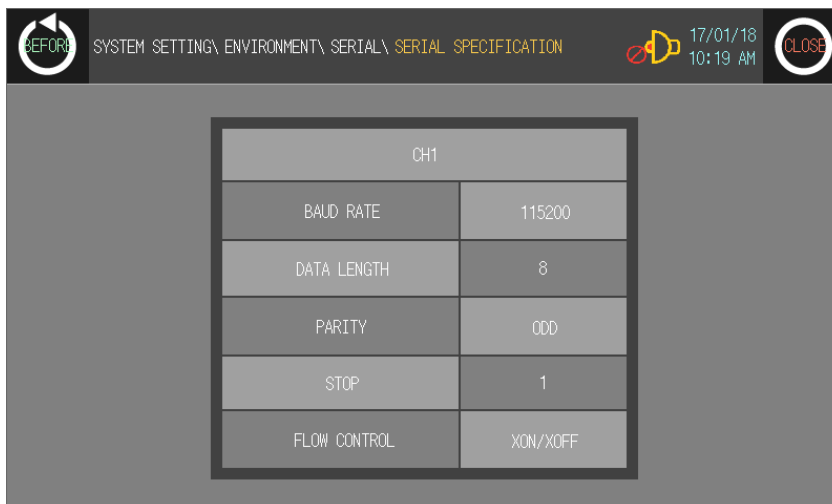 BEFORE SYSTEM SETTING\ ENVIRONMENT\ SERIAL\ SERIAL SPECIFICATION 17/01/18 CLOSE
10:19 AM
CH1
BAUD RATE 115200
DATA LENGTH 8
PARITY ODD
STOP 1
FLOW CONTROL XON/XOFF